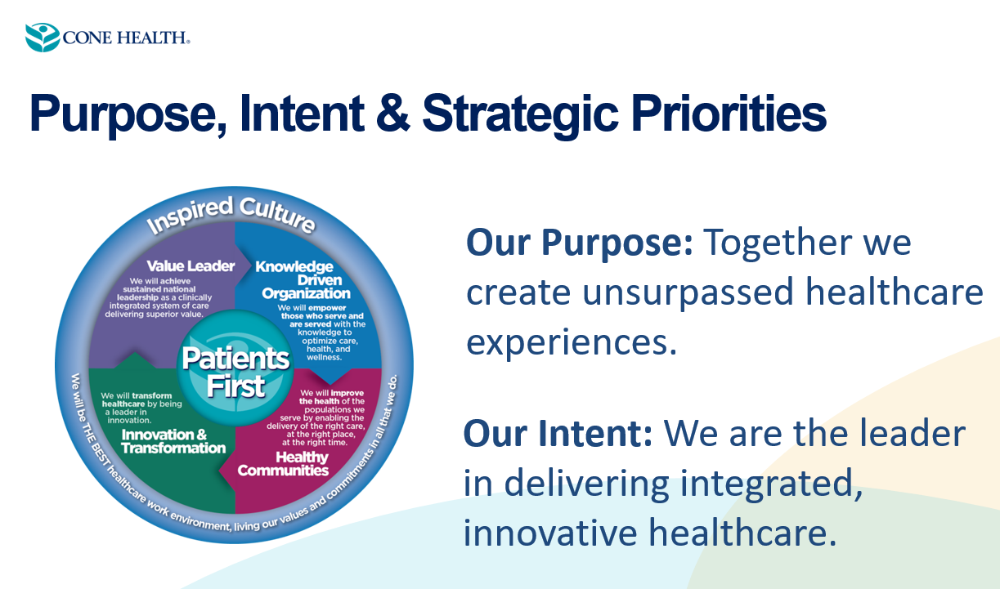 CONE HEALTH®
Purpose, Intent & Strategic Priorities
Inspired Culture
Value Leader
We will achieve
sustained national
leadership as a clinically
integrated system of care
delivering superior value.
Knowledge
Driven
Organization
We will empower
those who serve and
are served with the
knowledge to
optimize care,
health, and
wellness.
Patients
First
We will transform
healthcare by being
a leader in
innovation.
Innovation &
Transformation
We will improve
the health of the
populations we
serve by enabling the
delivery of the right care,
at the right place,
at the right time.
Healthy
Communities
We will be THE BEST healthcare work environment, living our values and commitments in all that we do.
Our Purpose: Together we
create unsurpassed healthcare
experiences.
Our Intent: We are the leader
in delivering integrated,
innovative healthcare.